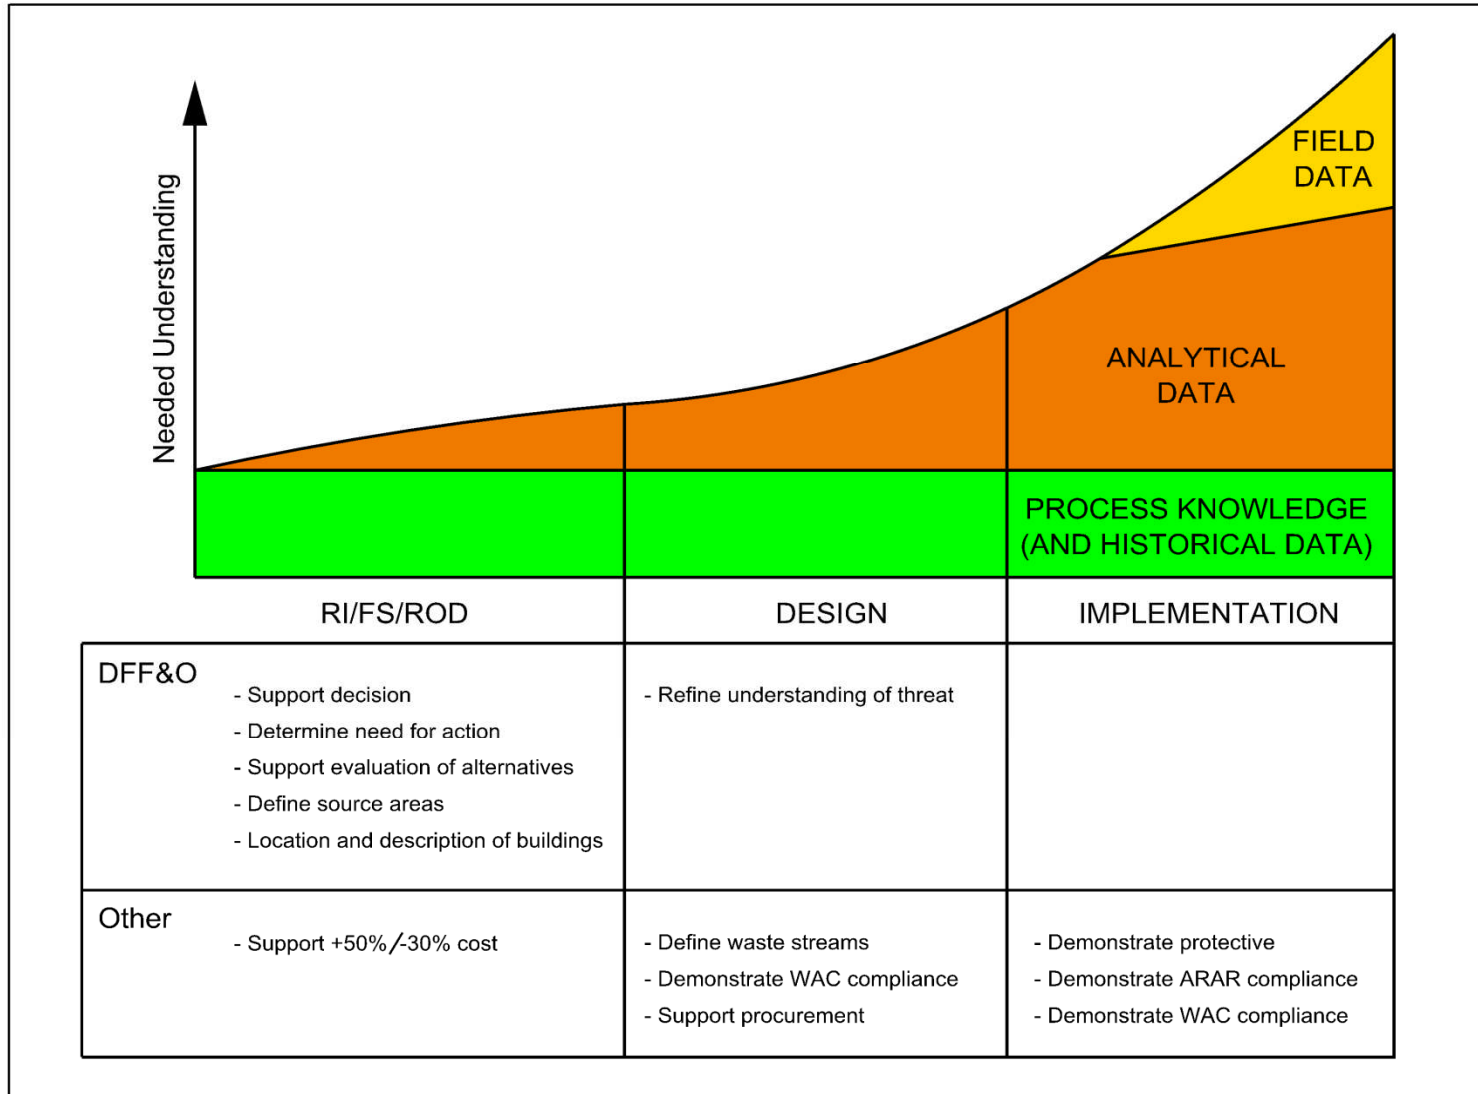 Needed Understanding
FIELD
DATA
ANALYTICAL
DATA
PROCESS KNOWLEDGE
(AND HISTORICAL DATA)
RI/FS/ROD
DESIGN
IMPLEMENTATION
DFF&O
- Support decision
- Determine need for action
- Support evaluation of alternatives
- Define source areas
- Location and description of buildings
- Refine understanding of threat
Other
- Support +50%/-30% cost
- Define waste streams
- Demonstrate WAC compliance
- Support procurement
- Demonstrate protective
- Demonstrate ARAR compliance
- Demonstrate WAC compliance